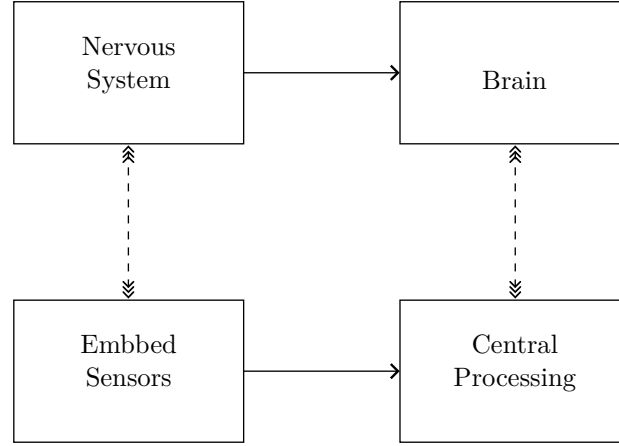 Nervous
System
Brain
Embbed
Sensors
Central
Processing